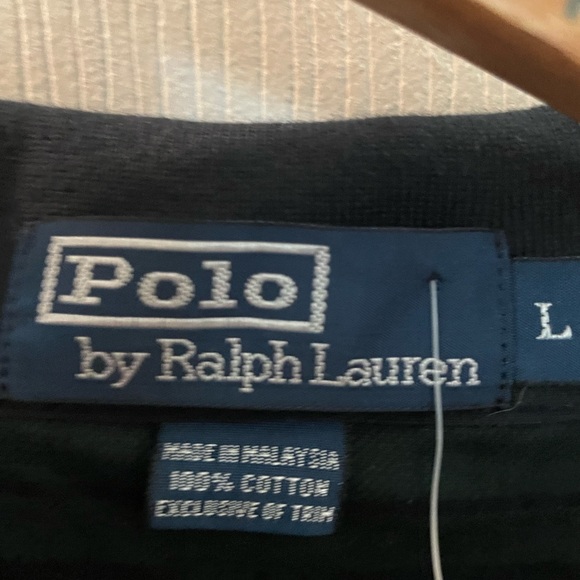 Polo
by Ralph Lauren
L
MADE IN MALAYSIA
100% COTTON
EXCLUSIVE OF TRIM